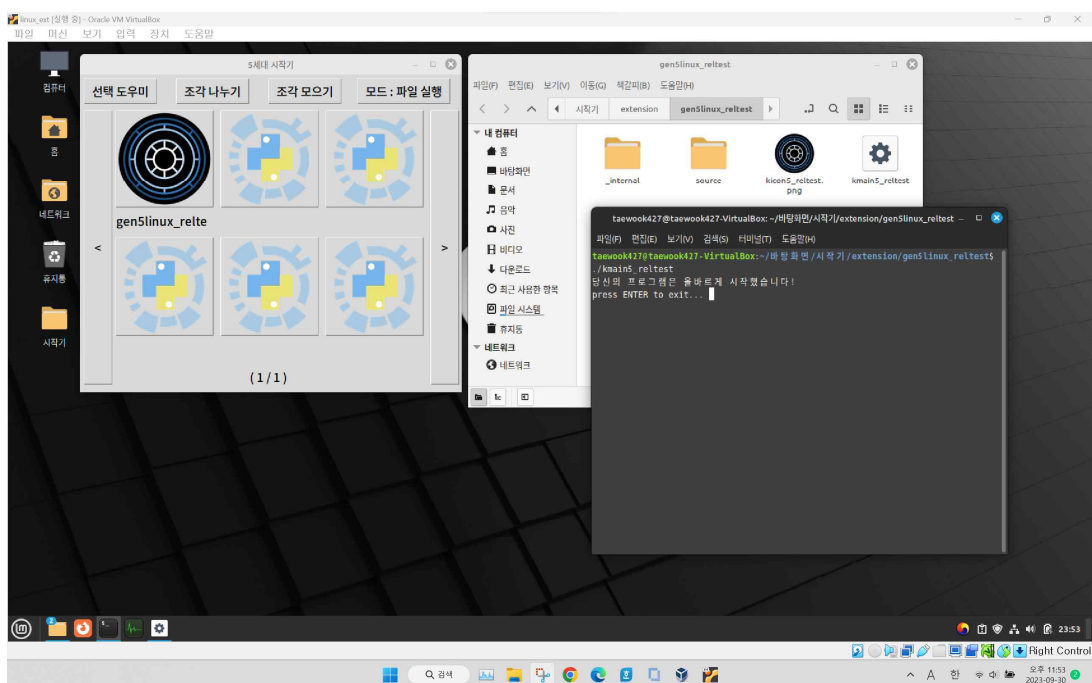 linux_ext [실행 중] - Oracle VM VirtualBox
파일 머신 보기 입력 장치 도움말
컴퓨터
홈
네트워크
휴지통
시작기
5세대 시작기
선택 도우미 조각 나누기 조각 모으기 모드 : 파일 실행
gen5linux_relte
< >
(1/1)
gen5linux_reltest
파일(F) 편집(E) 보기(V) 이동(G) 책갈피(B) 도움말(H)
시작기 extension gen5linux_reltest
내 컴퓨터
홈
바탕화면
문서
음악
사진
비디오
다운로드
최근 사용한 항목
파일 시스템
휴지통
네트워크
네트워크
_internal source kicon5_reltest.png kmain5_reltest
taewook427@taewook427-VirtualBox: ~/바탕화면/시작기/extension/gen5linux_reltest
파일(F) 편집(E) 보기(V) 검색(S) 터미널(T) 도움말(H)
taewook427@taewook427-VirtualBox:~/바탕화면/시작기/extension/gen5linux_reltest$
./kmain5_reltest
당신의 프로그램은 올바르게 시작했습니다!
press ENTER to exit...
2
23:53
Right Control
검색
A 한
오후 11:53
2023-09-30
2